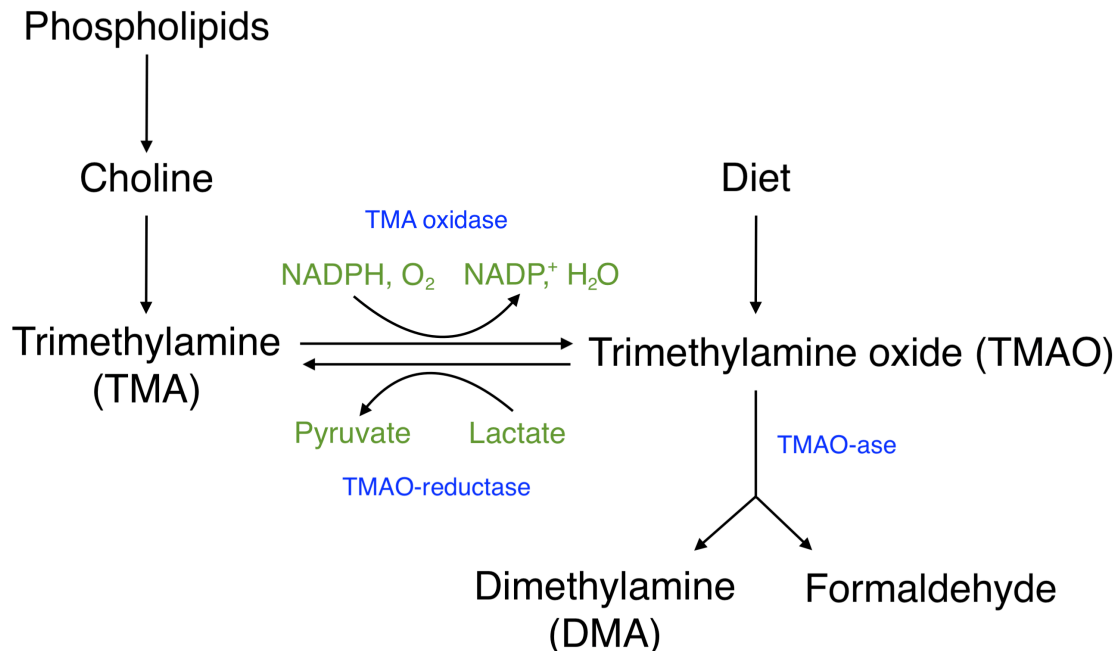 Phospholipids
Choline
Diet
TMA oxidase
NADPH, O₂ NADP,⁺ H₂O
Trimethylamine
(TMA)
Trimethylamine oxide (TMAO)
Pyruvate Lactate
TMAO-reductase
TMAO-ase
Dimethylamine
(DMA)
Formaldehyde